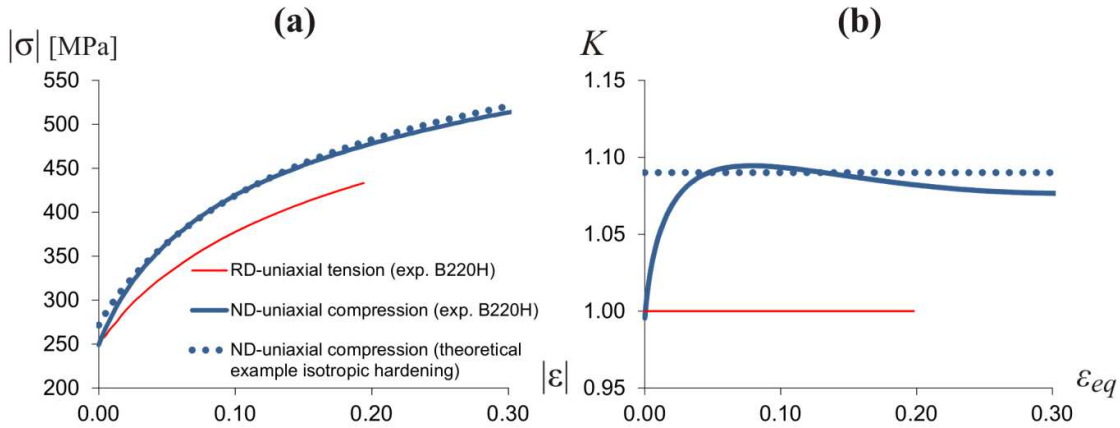 (a)
|σ| [MPa]
550
500
450
400
350
300
250
200
0.00 0.10 0.20 0.30
|ε|
RD-uniaxial tension (exp. B220H)
ND-uniaxial compression (exp. B220H)
ND-uniaxial compression (theoretical
example isotropic hardening)
(b)
K
1.15
1.10
1.05
1.00
0.95
0.00 0.10 0.20 0.30
εeq